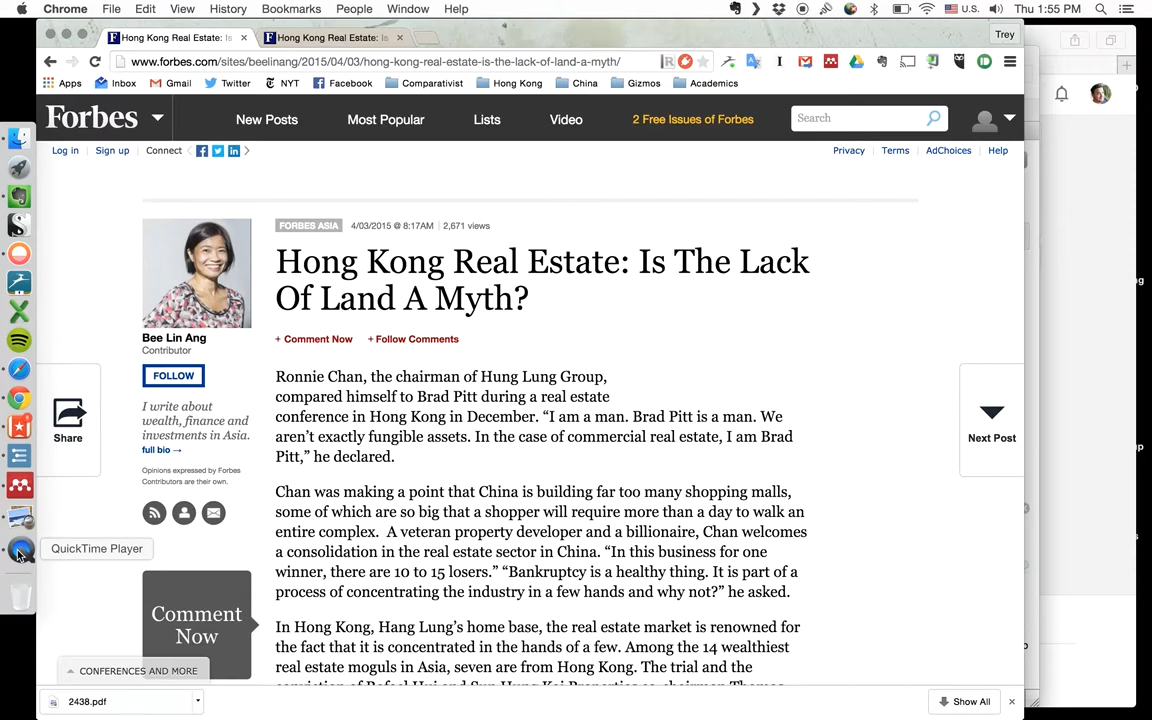 Chrome File Edit View History Bookmarks People Window Help U.S. Thu 1:55 PM
Hong Kong Real Estate: Is Hong Kong Real Estate: Is Trey
www.forbes.com/sites/beelinang/2015/04/03/hong-kong-real-estate-is-the-lack-of-land-a-myth/
Apps Inbox Gmail Twitter NYT Facebook Comparativist Hong Kong China Gizmos Academics
Forbes New Posts Most Popular Lists Video 2 Free Issues of Forbes Search
Log in Sign up Connect Privacy Terms AdChoices Help
FORBES ASIA 4/03/2015 @ 8:17AM 2,671 views
Hong Kong Real Estate: Is The Lack
Of Land A Myth?
+ Comment Now + Follow Comments
Bee Lin Ang
Contributor
FOLLOW
I write about
wealth, finance and
investments in Asia.
full bio →
Opinions expressed by Forbes
Contributors are their own.
Comment
Now
Share
Ronnie Chan, the chairman of Hung Lung Group,
compared himself to Brad Pitt during a real estate
conference in Hong Kong in December. “I am a man. Brad Pitt is a man. We
aren’t exactly fungible assets. In the case of commercial real estate, I am Brad
Pitt,” he declared.
Chan was making a point that China is building far too many shopping malls,
some of which are so big that a shopper will require more than a day to walk an
entire complex. A veteran property developer and a billionaire, Chan welcomes
a consolidation in the real estate sector in China. “In this business for one
winner, there are 10 to 15 losers.” “Bankruptcy is a healthy thing. It is part of a
process of concentrating the industry in a few hands and why not?” he asked.
In Hong Kong, Hang Lung’s home base, the real estate market is renowned for
the fact that it is concentrated in the hands of a few. Among the 14 wealthiest
real estate moguls in Asia, seven are from Hong Kong. The trial and the
Next Post
QuickTime Player
CONFERENCES AND MORE
2438.pdf Show All